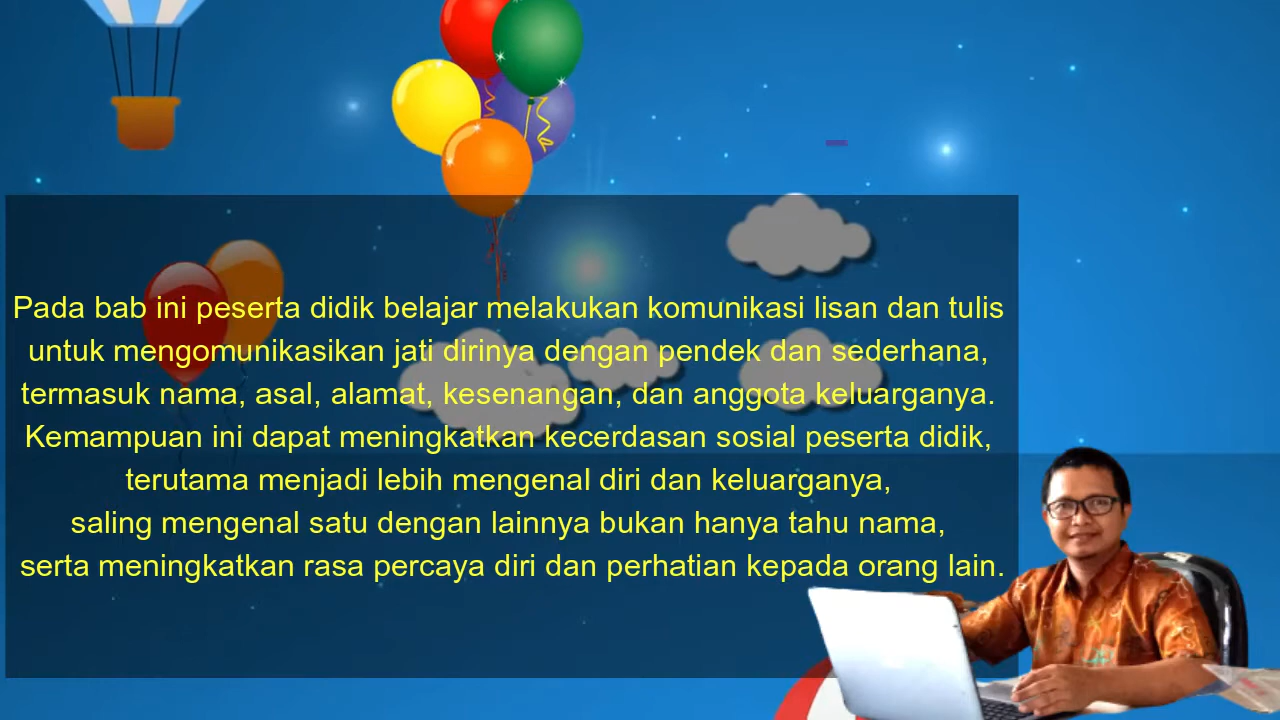 Pada bab ini peserta didik belajar melakukan komunikasi lisan dan tulis
untuk mengomunikasikan jati dirinya dengan pendek dan sederhana,
termasuk nama, asal, alamat, kesenangan, dan anggota keluarganya.
Kemampuan ini dapat meningkatkan kecerdasan sosial peserta didik,
terutama menjadi lebih mengenal diri dan keluarganya,
saling mengenal satu dengan lainnya bukan hanya tahu nama,
serta meningkatkan rasa percaya diri dan perhatian kepada orang lain.